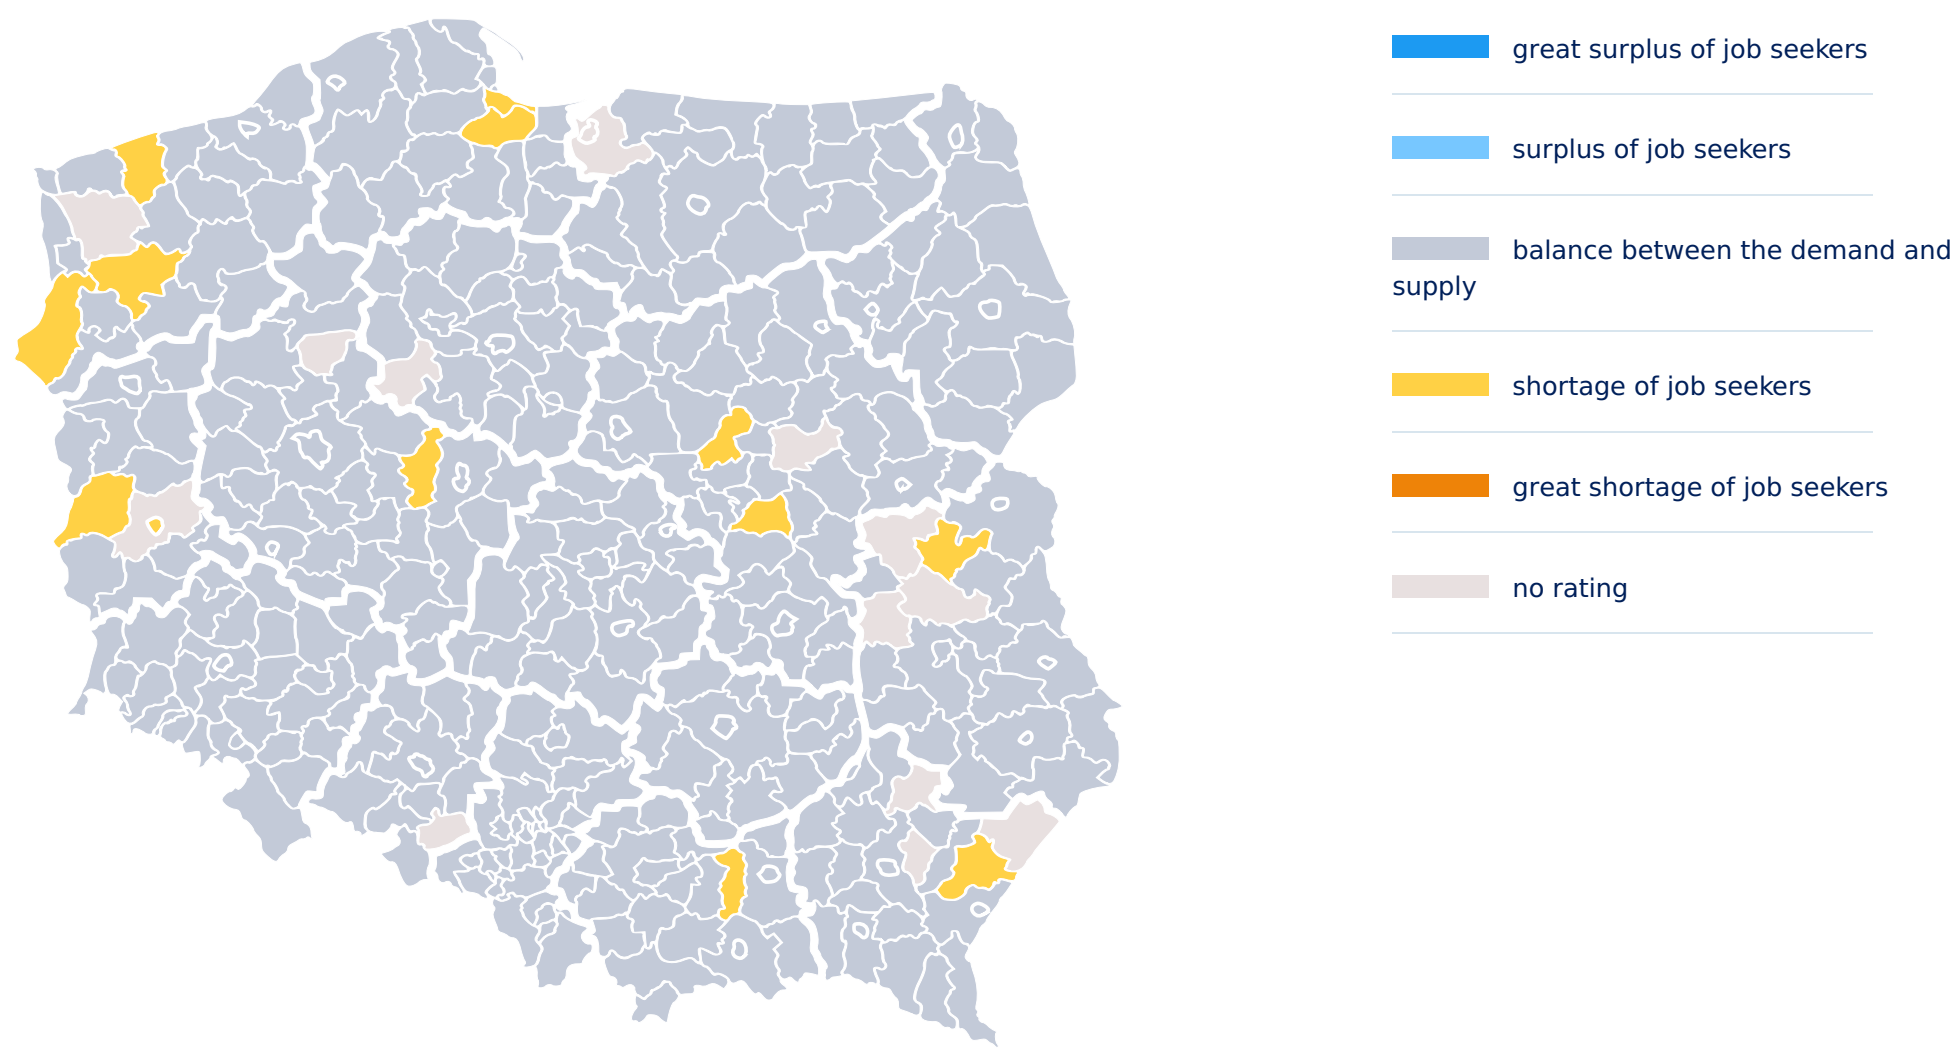 great surplus of job seekers
surplus of job seekers
balance between the demand and
supply
shortage of job seekers
great shortage of job seekers
no rating